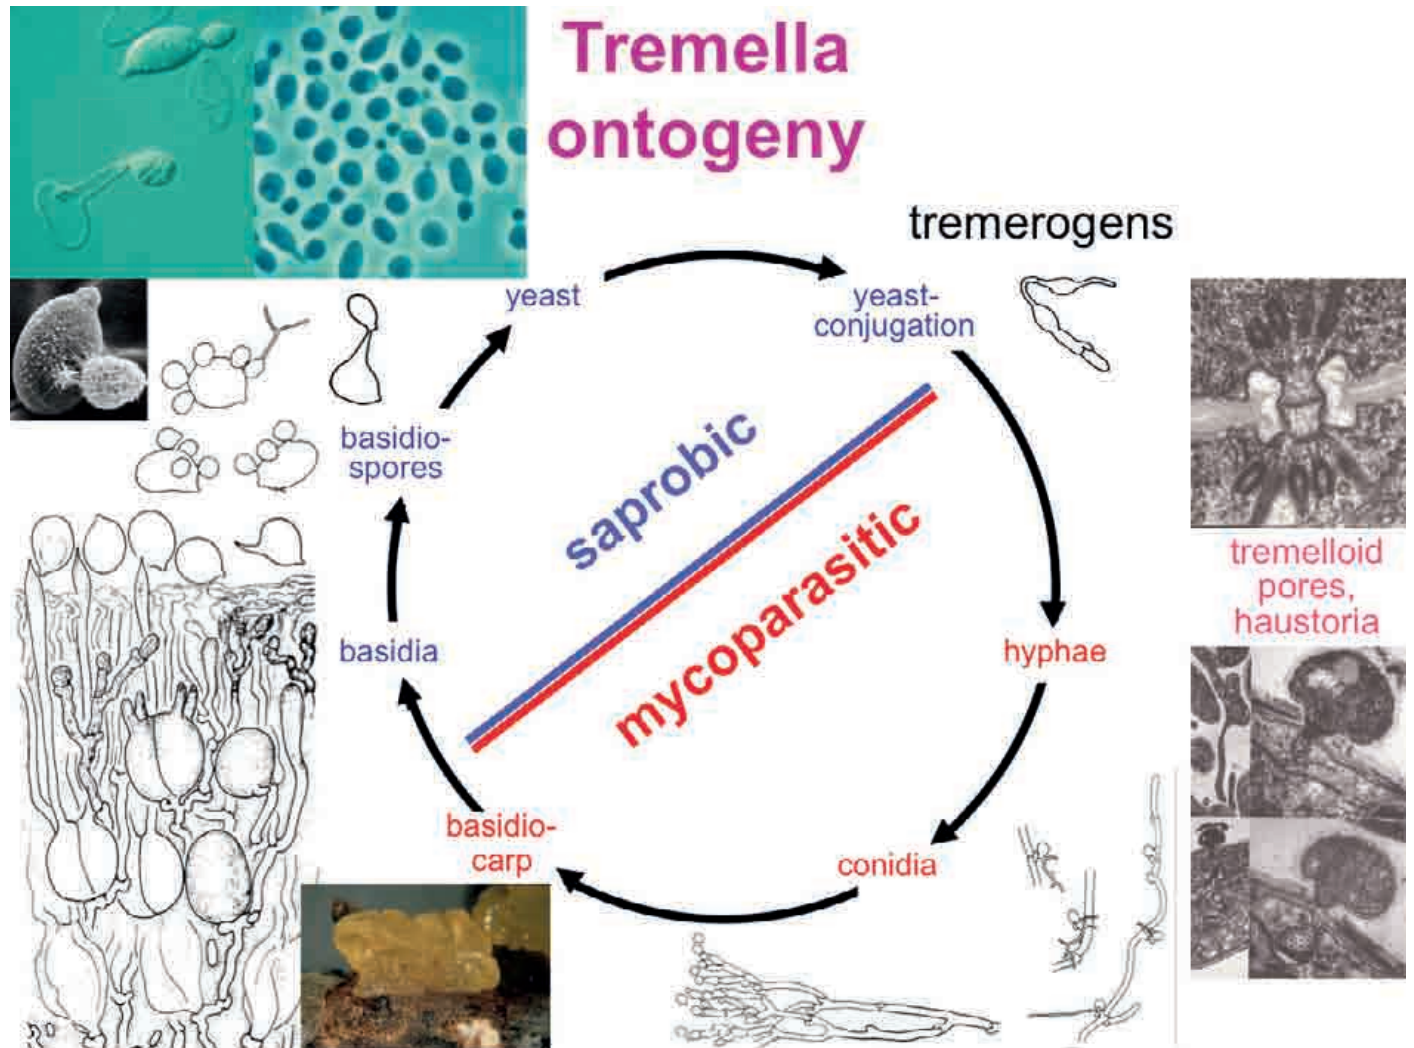 Tremella
ontogeny
tremerogens
yeast
yeast-
conjugation
basidio-
spores
saprobic
mycoparasitic
tremelloid
pores,
haustoria
basidia
hyphae
basidio-
carp
conidia